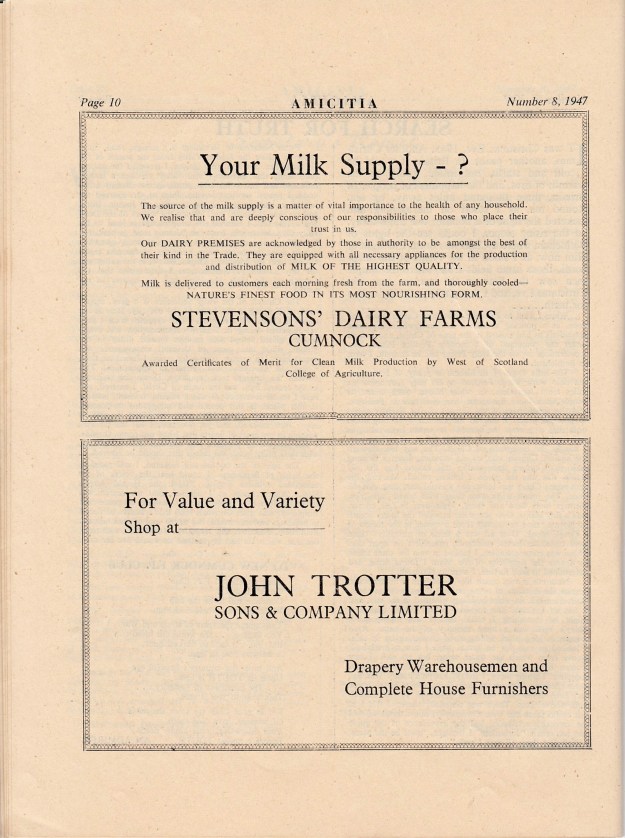 Page 10
AMICITIA
Number 8, 1947
Your Milk Supply - ?
The source of the milk supply is a matter of vital importance to the health of any household.
We realise that and are deeply conscious of our responsibilities to those who place their
trust in us.
Our DAIRY PREMISES are acknowledged by those in authority to be amongst the best of
their kind in the Trade. They are equipped with all necessary appliances for the production
and distribution of MILK OF THE HIGHEST QUALITY.
Milk is delivered to customers each morning fresh from the farm, and thoroughly cooled—
NATURE'S FINEST FOOD IN ITS MOST NOURISHING FORM.
STEVENSONS' DAIRY FARMS
CUMNOCK
Awarded Certificates of Merit for Clean Milk Production by West of Scotland
College of Agriculture.
For Value and Variety
Shop at
JOHN TROTTER
SONS & COMPANY LIMITED
Drapery Warehousemen and
Complete House Furnishers